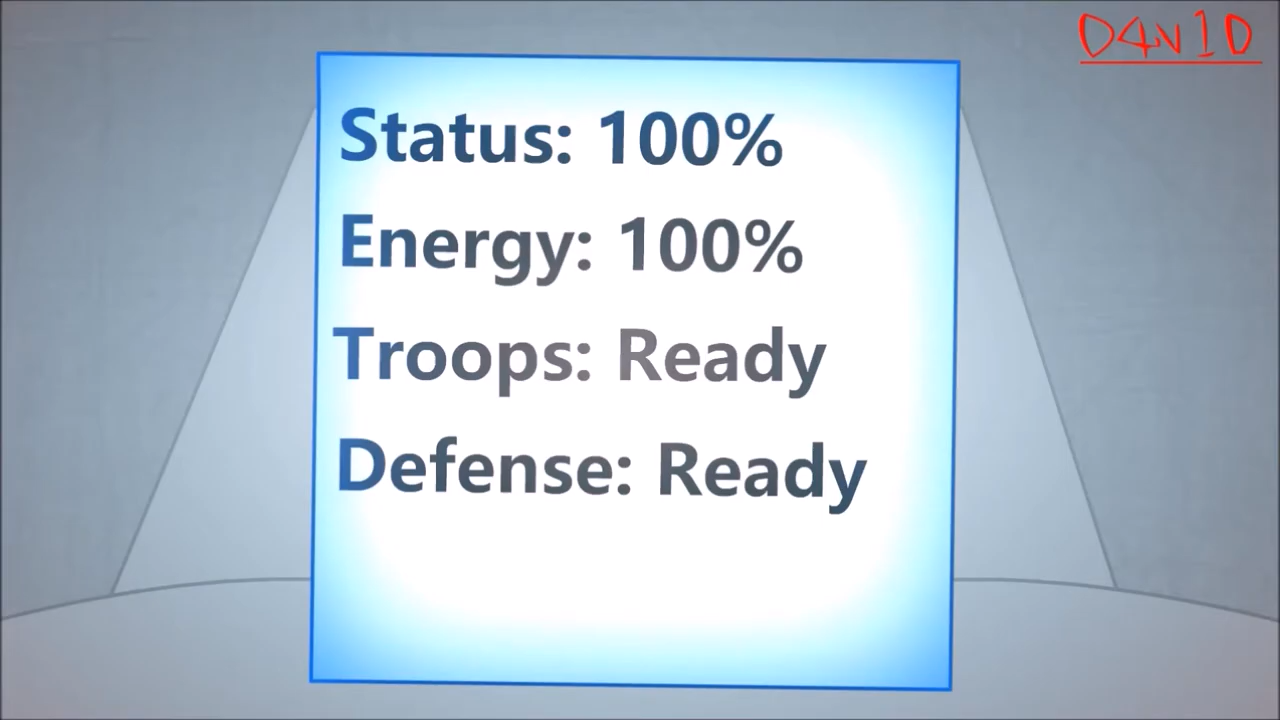 D4v1D
Status: 100%
Energy: 100%
Troops: Ready
Defense: Ready